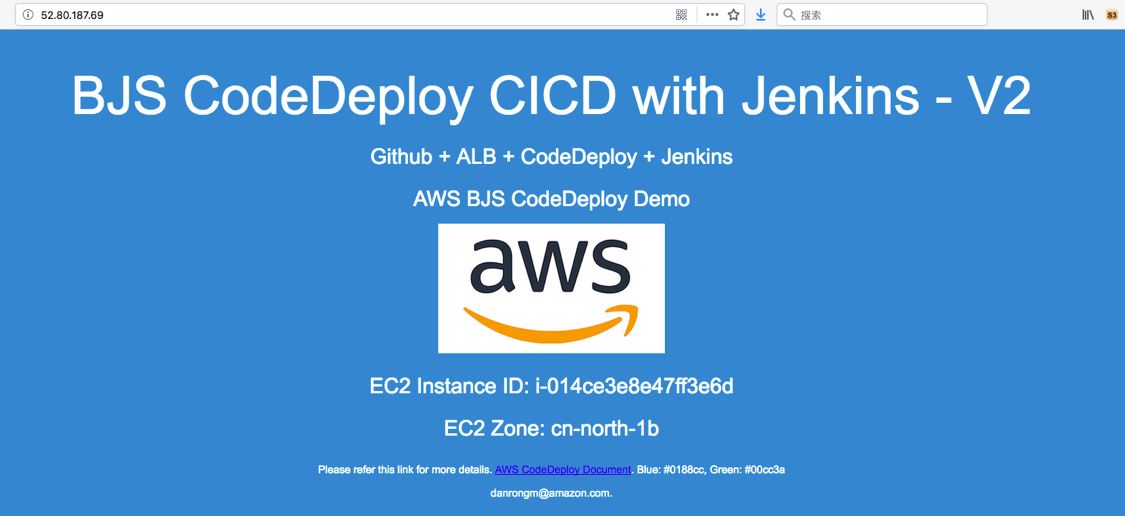 52.80.187.69
搜索
S3
BJS CodeDeploy CICD with Jenkins - V2
Github + ALB + CodeDeploy + Jenkins
AWS BJS CodeDeploy Demo
aws
EC2 Instance ID: i-014ce3e8e47ff3e6d
EC2 Zone: cn-north-1b
Please refer this link for more details. AWS CodeDeploy Document. Blue: #0188cc, Green: #00cc3a
danrongm@amazon.com.